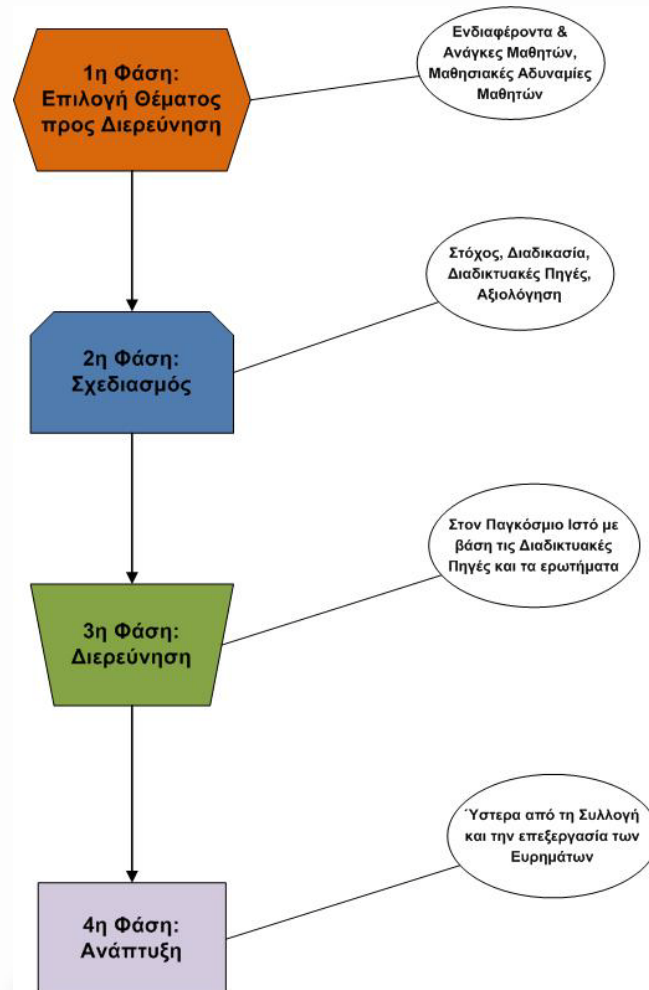 1η Φάση:
Επιλογή Θέματος
προς Διερεύνηση
Ενδιαφέροντα &
Ανάγκες Μαθητών,
Μαθησιακές Αδυναμίες
Μαθητών
2η Φάση:
Σχεδιασμός
Στόχος, Διαδικασία,
Διαδικτυακές Πηγές,
Αξιολόγηση
3η Φάση:
Διερεύνηση
Στον Παγκόσμιο Ιστό με
βάση τις Διαδικτυακές
Πηγές και τα ερωτήματα
4η Φάση:
Ανάπτυξη
Ύστερα από τη Συλλογή
και την επεξεργασία των
Ευρημάτων